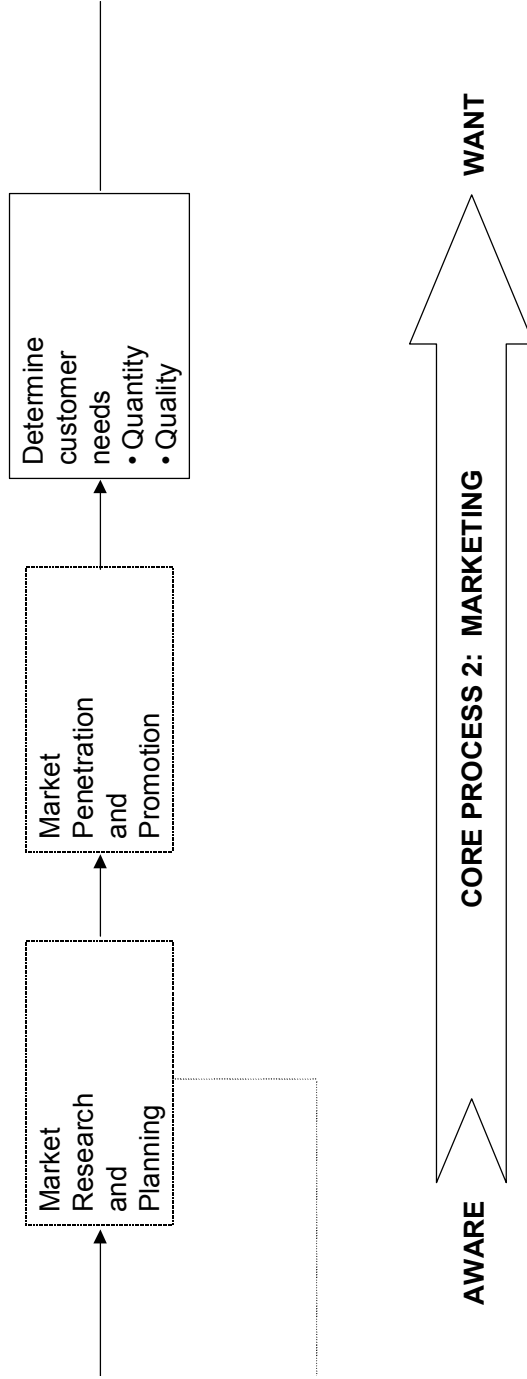 Market
Research
and
Planning
Market
Penetration
and
Promotion
Determine
customer
needs
• Quantity
• Quality
AWARE
CORE PROCESS 2: MARKETING
WANT